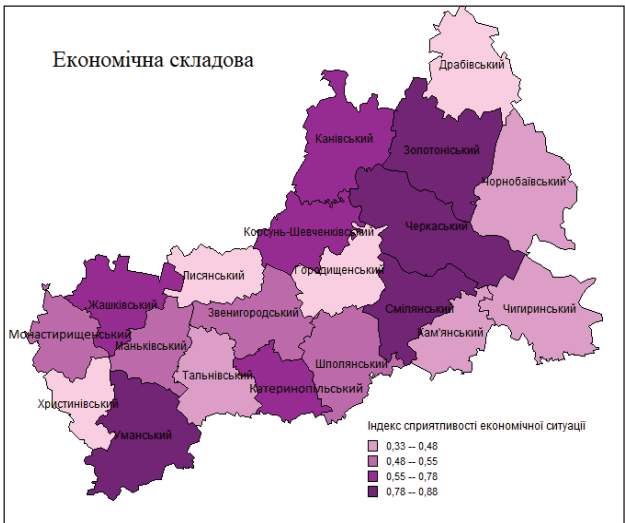 Економічна складова
Драбівський
Канівський
Золотоніський
Чорнобаївський
Корсунь-Шевченківський
Черкаський
Лисянський
Городищенський
Жашківський
Звенигородський
Смілянський
Чигиринський
Монастирищенський
Маньківський
Кам'янський
Шполянський
Тальнівський
Катеринопільський
Христинівський
Уманський
Індекс сприятливості економічної ситуації
0,33 -- 0,48
0,48 -- 0,55
0,55 -- 0,78
0,78 -- 0,88